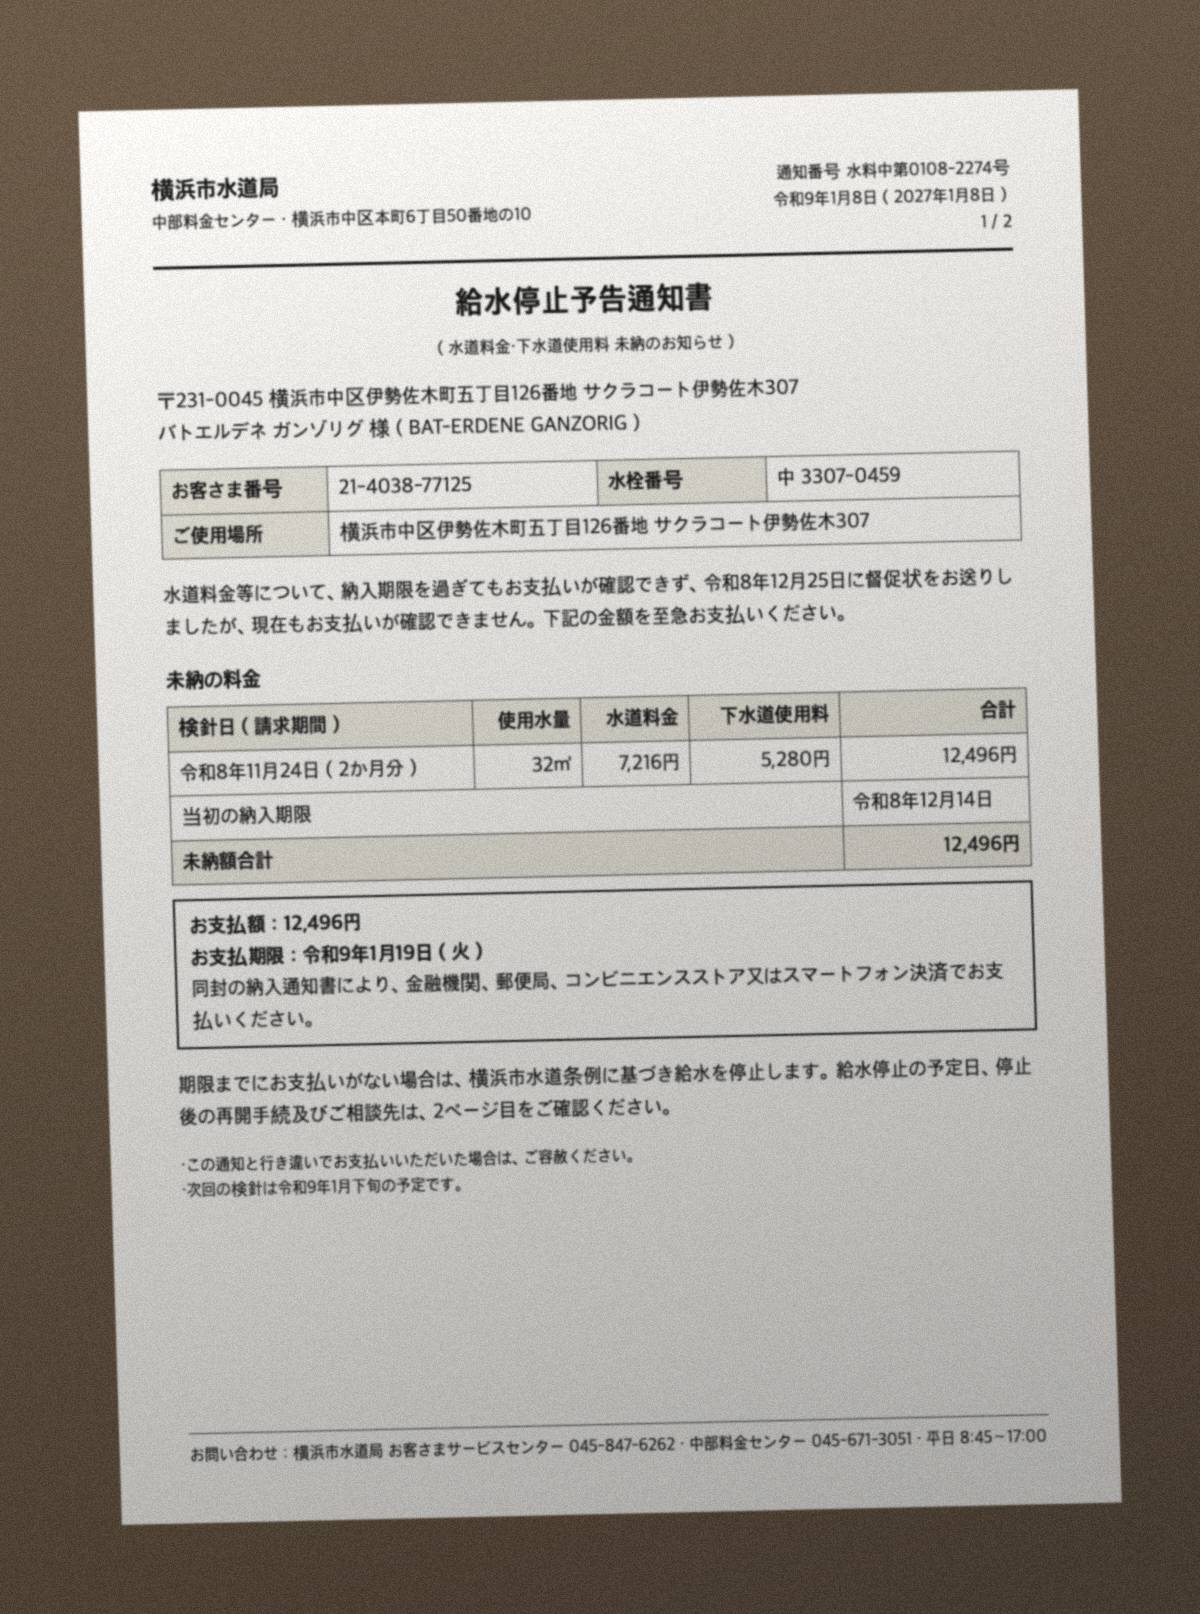 横浜市水道局
中部料金センター・横浜市中区本町6丁目50番地の10
通知番号 水料中第0108-2274号
令和9年1月8日（2027年1月8日）
1 / 2
給水停止予告通知書
（水道料金・下水道使用料 未納のお知らせ）
〒231-0045 横浜市中区伊勢佐木町五丁目126番地 サクラコート伊勢佐木307
バトエルデネ ガンゾリグ 様（BAT-ERDENE GANZORIG）
お客さま番号 21-4038-77125 水栓番号 中 3307-0459
ご使用場所 横浜市中区伊勢佐木町五丁目126番地 サクラコート伊勢佐木307
水道料金等について、納入期限を過ぎてもお支払いが確認できず、令和8年12月25日に督促状をお送りし
ましたが、現在もお支払いが確認できません。下記の金額を至急お支払いください。
未納の料金
検針日（請求期間） 使用水量 水道料金 下水道使用料 合計
令和8年11月24日（2か月分） 32㎥ 7,216円 5,280円 12,496円
当初の納入期限 令和8年12月14日
未納額合計 12,496円
お支払額：12,496円
お支払期限：令和9年1月19日（火）
同封の納入通知書により、金融機関、郵便局、コンビニエンスストア又はスマートフォン決済でお支
払いください。
期限までにお支払いがない場合は、横浜市水道条例に基づき給水を停止します。給水停止の予定日、停止
後の再開手続及びご相談先は、2ページ目をご確認ください。
・この通知と行き違いでお支払いいただいた場合は、ご容赦ください。
・次回の検針は令和9年1月下旬の予定です。
お問い合わせ：横浜市水道局 お客さまサービスセンター 045-847-6262・中部料金センター 045-671-3051・平日 8:45～17:00